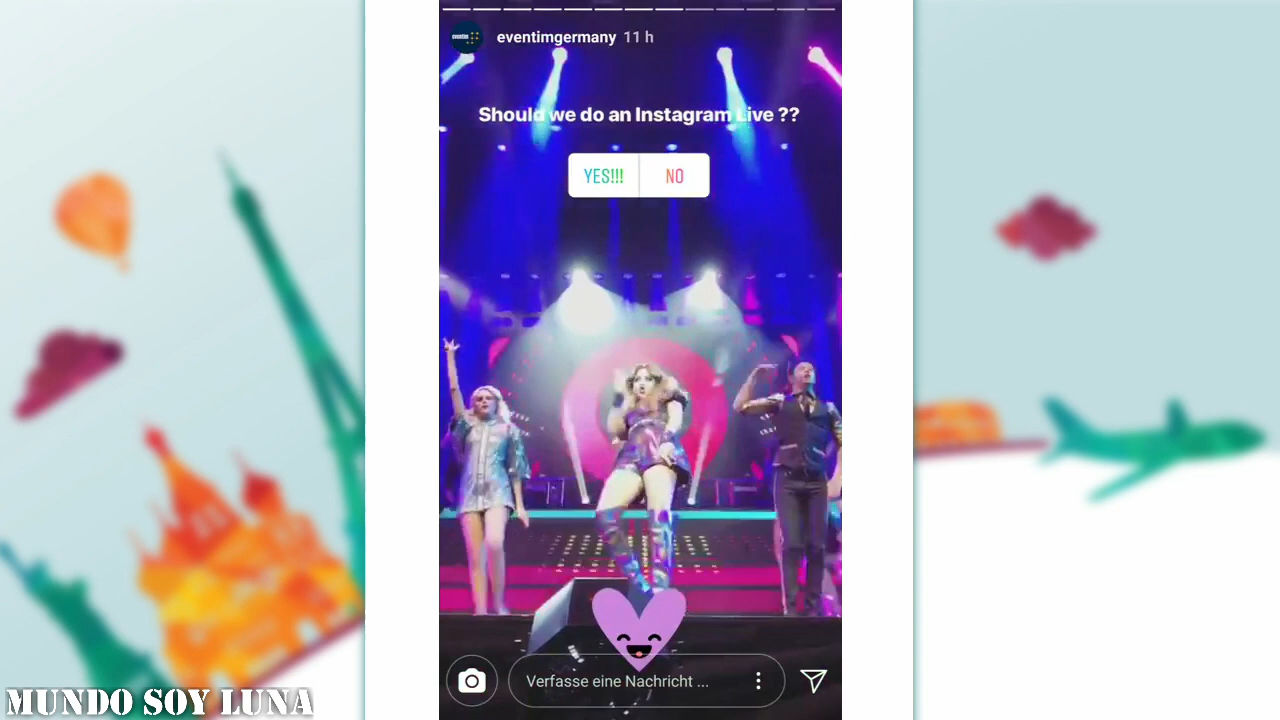 eventimgermany 11 h
Should we do an Instagram Live ??
YES!!! NO
Verfasse eine Nachricht ...
MUNDO SOY LUNA